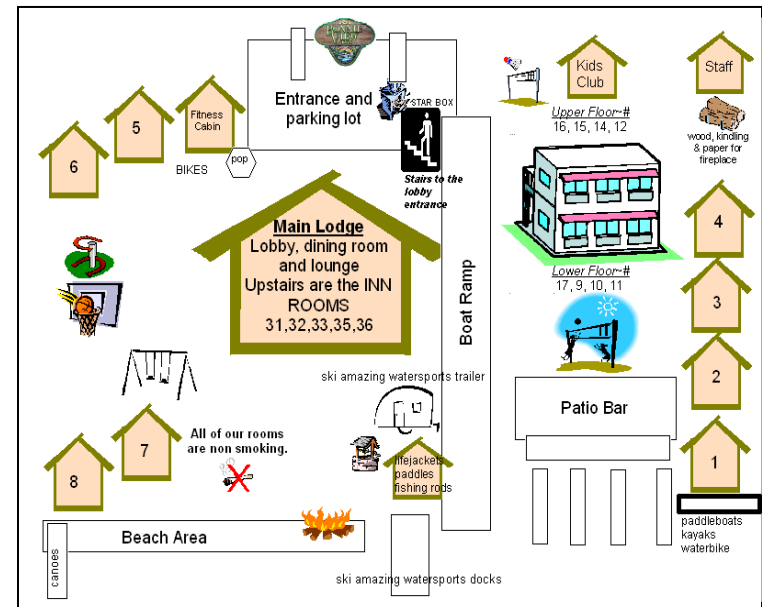 BONNIE VIEW
Entrance and
parking lot
STAR BOX
Stairs to the
lobby
entrance
Kids
Club
Staff
wood, kindling
& paper for
fireplace
Upper Floor~#
16, 15, 14, 12
Lower Floor~#
17, 9, 10, 11
6
5
Fitness
Cabin
BIKES
pop
Main Lodge
Lobby, dining room
and lounge
Upstairs are the INN
ROOMS
31,32,33,35,36
Boat Ramp
4
3
2
1
Patio Bar
paddleboats
kayaks
waterbike
ski amazing watersports trailer
7
8
All of our rooms
are non smoking.
lifejackets
paddles
fishing rods
Beach Area
canoes
ski amazing watersports docks